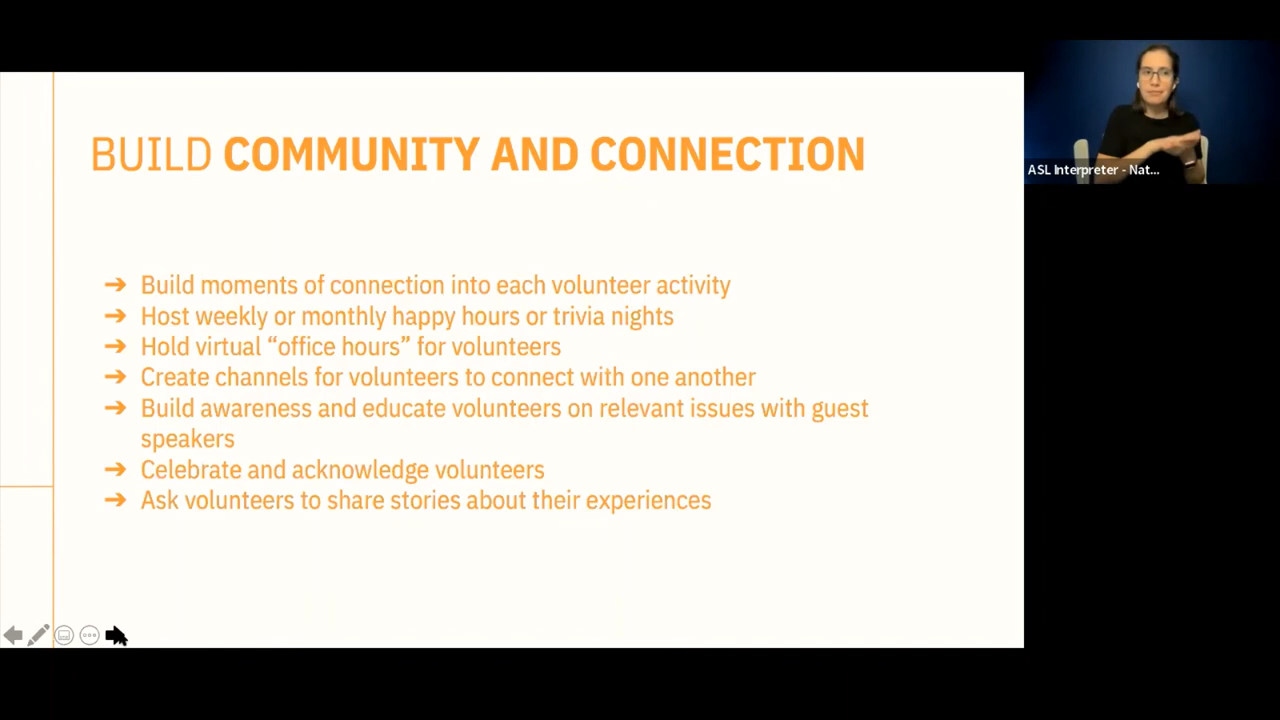 BUILD COMMUNITY AND CONNECTION
➔ Build moments of connection into each volunteer activity
➔ Host weekly or monthly happy hours or trivia nights
➔ Hold virtual “office hours” for volunteers
➔ Create channels for volunteers to connect with one another
➔ Build awareness and educate volunteers on relevant issues with guest
speakers
➔ Celebrate and acknowledge volunteers
➔ Ask volunteers to share stories about their experiences
ASL Interpreter - Nat...